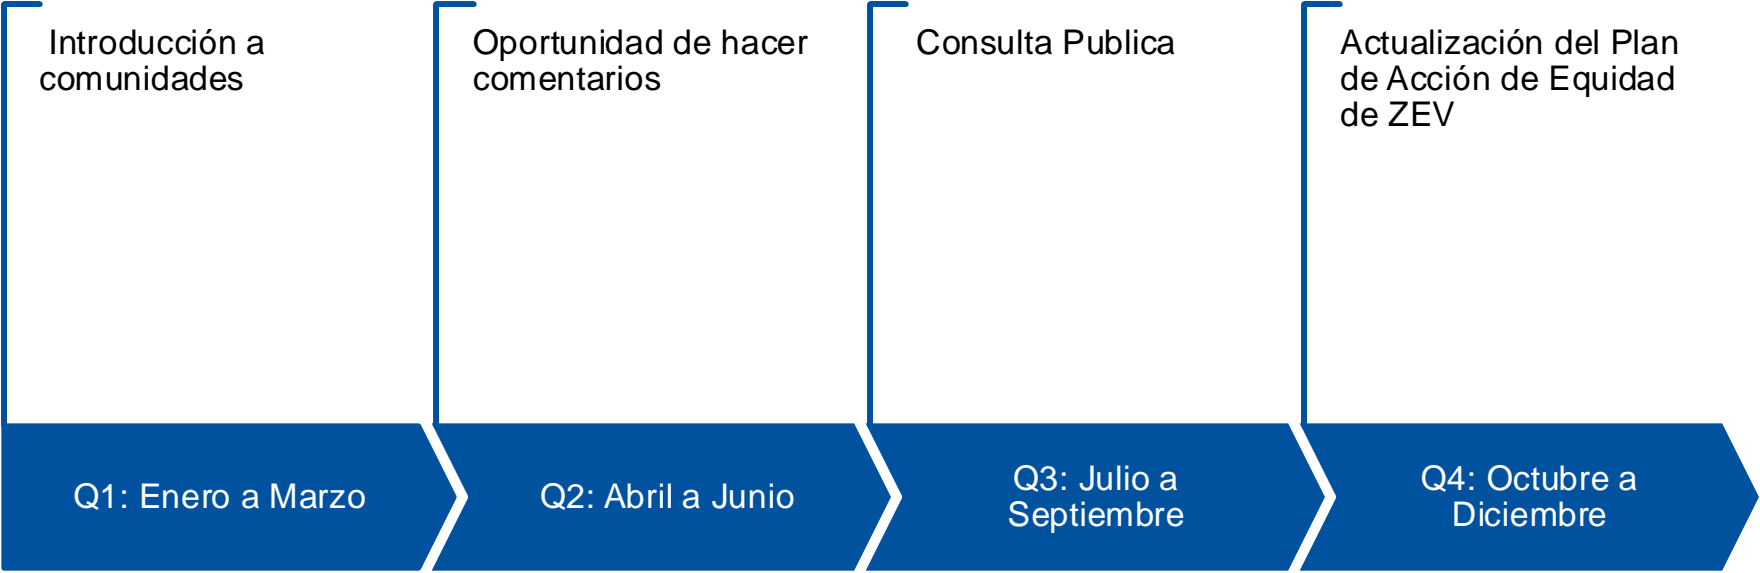 Introducción a
comunidades
Oportunidad de hacer
comentarios
Consulta Publica
Actualización del Plan
de Acción de Equidad
de ZEV
Q1: Enero a Marzo
Q2: Abril a Junio
Q3: Julio a
Septiembre
Q4: Octubre a
Diciembre